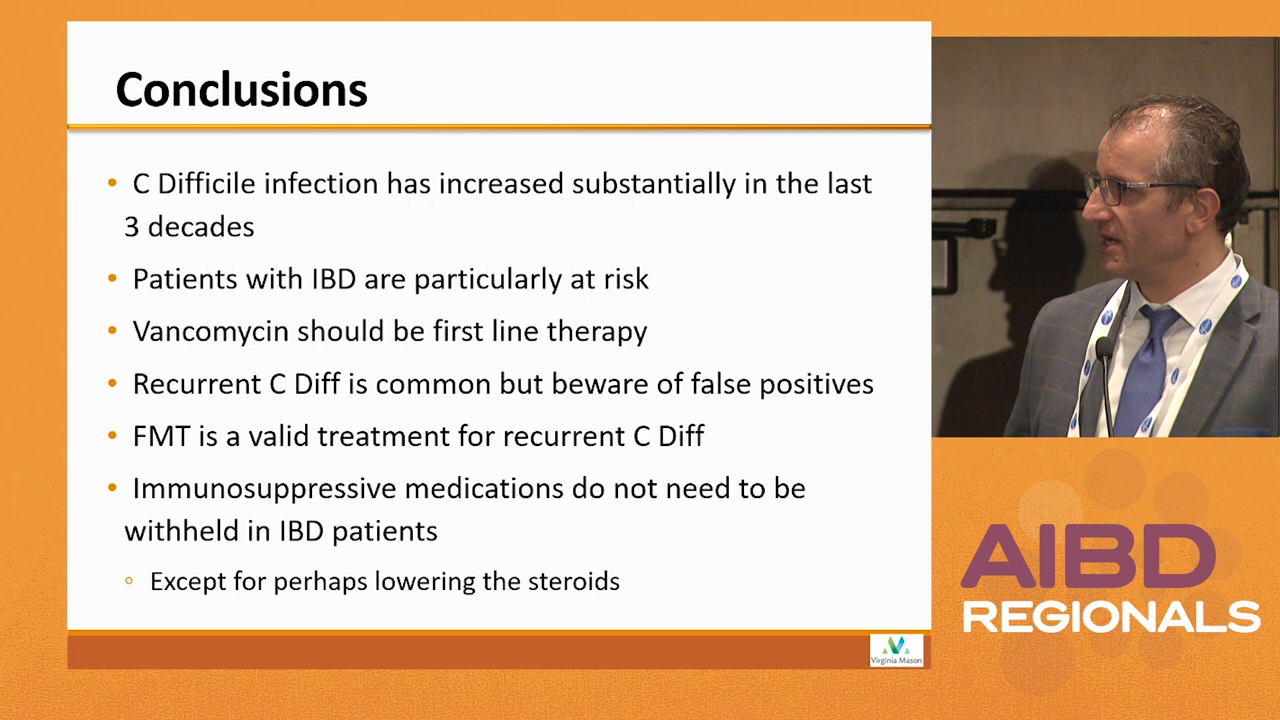 Conclusions
• C Difficile infection has increased substantially in the last
3 decades
• Patients with IBD are particularly at risk
• Vancomycin should be first line therapy
• Recurrent C Diff is common but beware of false positives
• FMT is a valid treatment for recurrent C Diff
• Immunosuppressive medications do not need to be
withheld in IBD patients
◦ Except for perhaps lowering the steroids
Virginia Mason
AIBD
REGIONALS